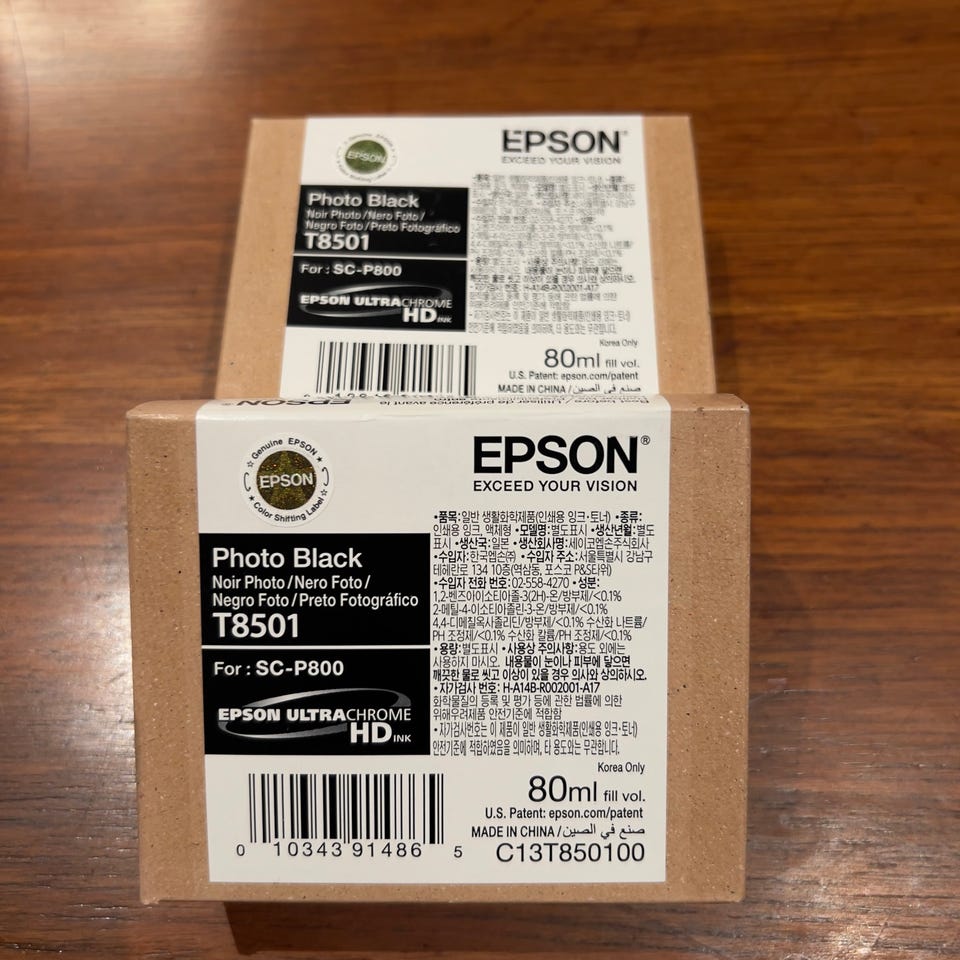 Genuine EPSON
EPSON
EPSON
EXCEED YOUR VISION
Photo Black
Noir Photo/Nero Foto/
Negro Foto/Preto Fotográfico
T8501
For : SC-P800
EPSON ULTRACHROME
HD INK
Korea Only
80ml fill vol.
U.S. Patent: epson.com/patent
MADE IN CHINA / صنع في الصين
EPSON
Genuine EPSON
EPSON
Color Shifting Label
EPSON®
EXCEED YOUR VISION
Photo Black
Noir Photo/Nero Foto/
Negro Foto/Preto Fotográfico
T8501
For : SC-P800
EPSON ULTRACHROME
HD INK
•품목:일반 생활화학제품(인쇄용 잉크·토너) •종류:
인쇄용 잉크, 액체형 •모델명:별도표시 •생산년월:별도
표시 •생산국:일본 •생산회사명:세이코엡손주식회사
•수입자:한국엡손㈜ •수입자 주소:서울특별시 강남구
테헤란로 134 10층(역삼동, 포스코 P&S타워)
•수입자 전화 번호:02-558-4270 •성분:
1,2-벤즈아이소티아졸-3(2H)-온/방부제/<0.1%
2-메틸-4-이소티아졸린-3-온/방부제/<0.1%
4,4-디메칠옥사졸리딘/방부제/<0.1% 수산화 나트륨/
PH 조정제/<0.1% 수산화 칼륨/PH 조정제/<0.1%
•용량:별도표시 •사용상 주의사항:용도 외에는
사용하지 마시오. 내용물이 눈이나 피부에 닿으면
깨끗한 물로 씻고 이상이 있을 경우 의사와 상의하시오.
•자가검사 번호: H-A14B-R002001-A17
화학물질의 등록 및 평가 등에 관한 법률에 의한
위해우려제품 안전기준에 적합함
•자가검사번호는 이 제품이 일반 생활화학제품(인쇄용 잉크·토너)
안전기준에 적합하였음을 의미하며, 타 용도와는 무관합니다.
Korea Only
80ml fill vol.
U.S. Patent: epson.com/patent
MADE IN CHINA / صنع في الصين
C13T850100
0 10343 91486 5